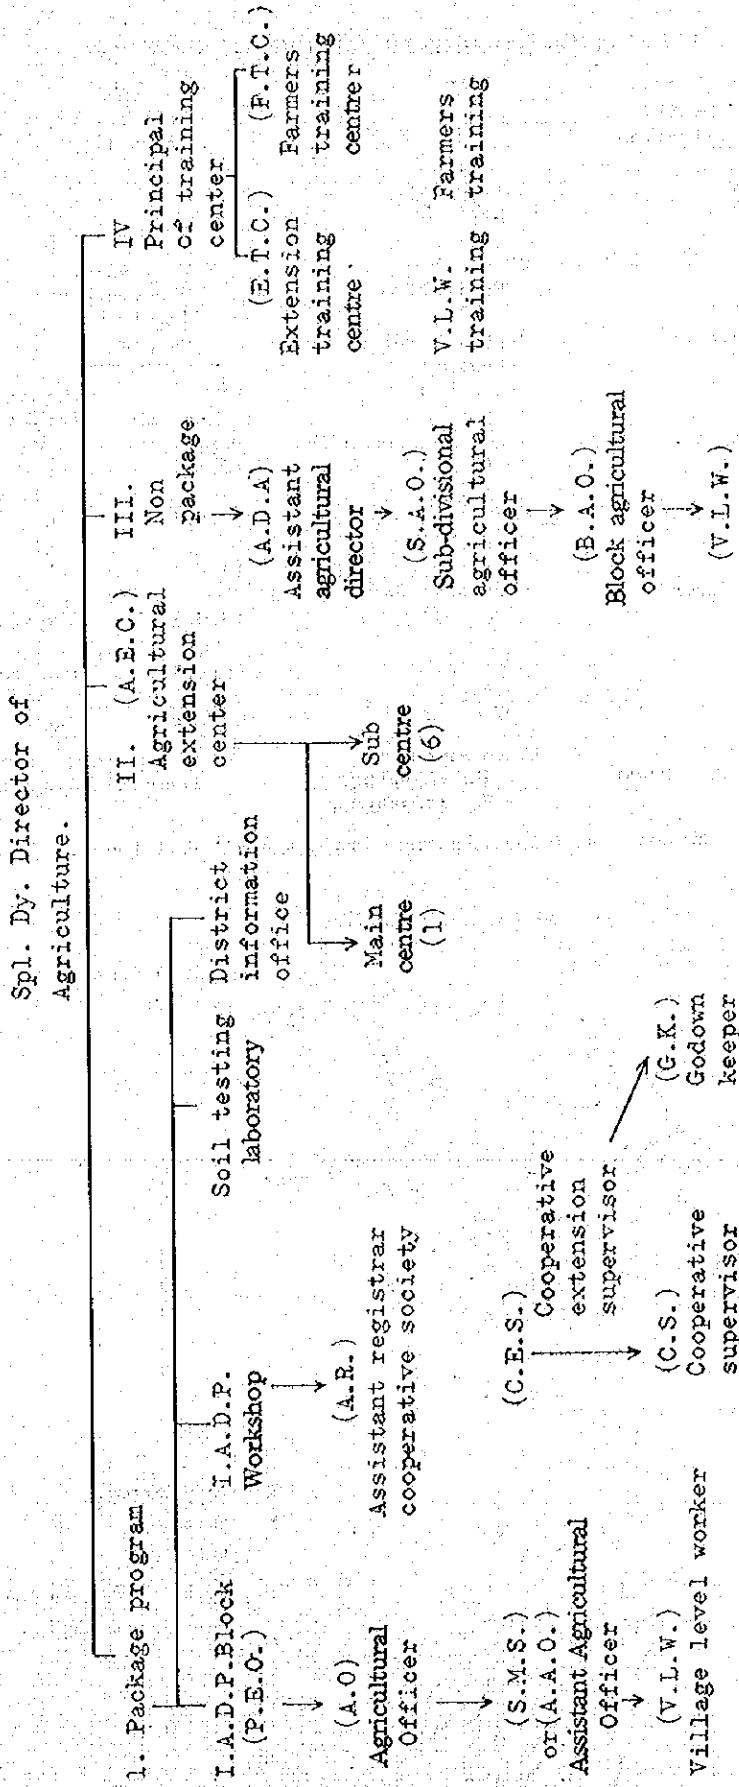 Spl. Dy. Director of
Agriculture.
1. Package program
I.A.D.P.Block
(P.E.O.)
(A.O)
Agricultural
Officer
(S.M.S.)
or(A.A.O.)
Assistant Agricultural
Officer
(V.L.W.)
Village level worker
I.A.D.P.
Workshop
(A.R.)
Assistant registrar
cooperative society
(C.E.S.)
Cooperative
extension
supervisor
(C.S.)
Cooperative
supervisor
(G.K.)
Godown
keeper
Soil testing
laboratory
District
information
office
II. (A.E.C.)
Agricultural
extension
center
Main
centre
(1)
Sub
centre
(6)
III.
Non
package
(A.D.A)
Assistant
agricultural
director
(S.A.O.)
Sub-divisional
agricultural
officer
(B.A.O.)
Block agricultural
officer
(V.L.W.)
IV
Principal
of training
center
(E.T.C.)
Extension
training
centre
V.L.W.
training
(F.T.C.)
Farmers
training
centrer
Farmers
training